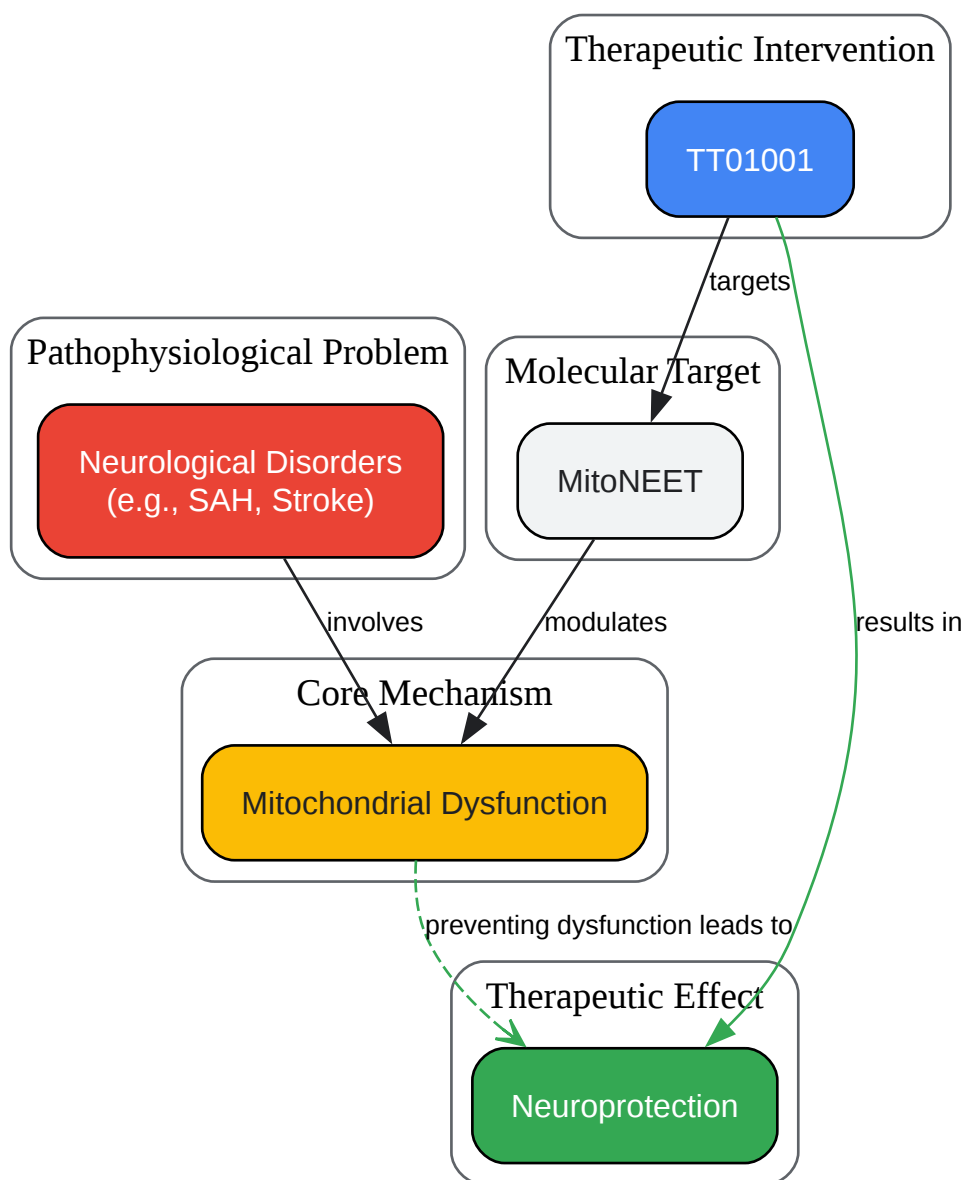 Therapeutic Intervention
TT01001
targets
Pathophysiological Problem
Neurological Disorders
(e.g., SAH, Stroke)
Molecular Target
MitoNEET
involves
modulates
results in
Core Mechanism
Mitochondrial Dysfunction
preventing dysfunction leads to
Therapeutic Effect
Neuroprotection